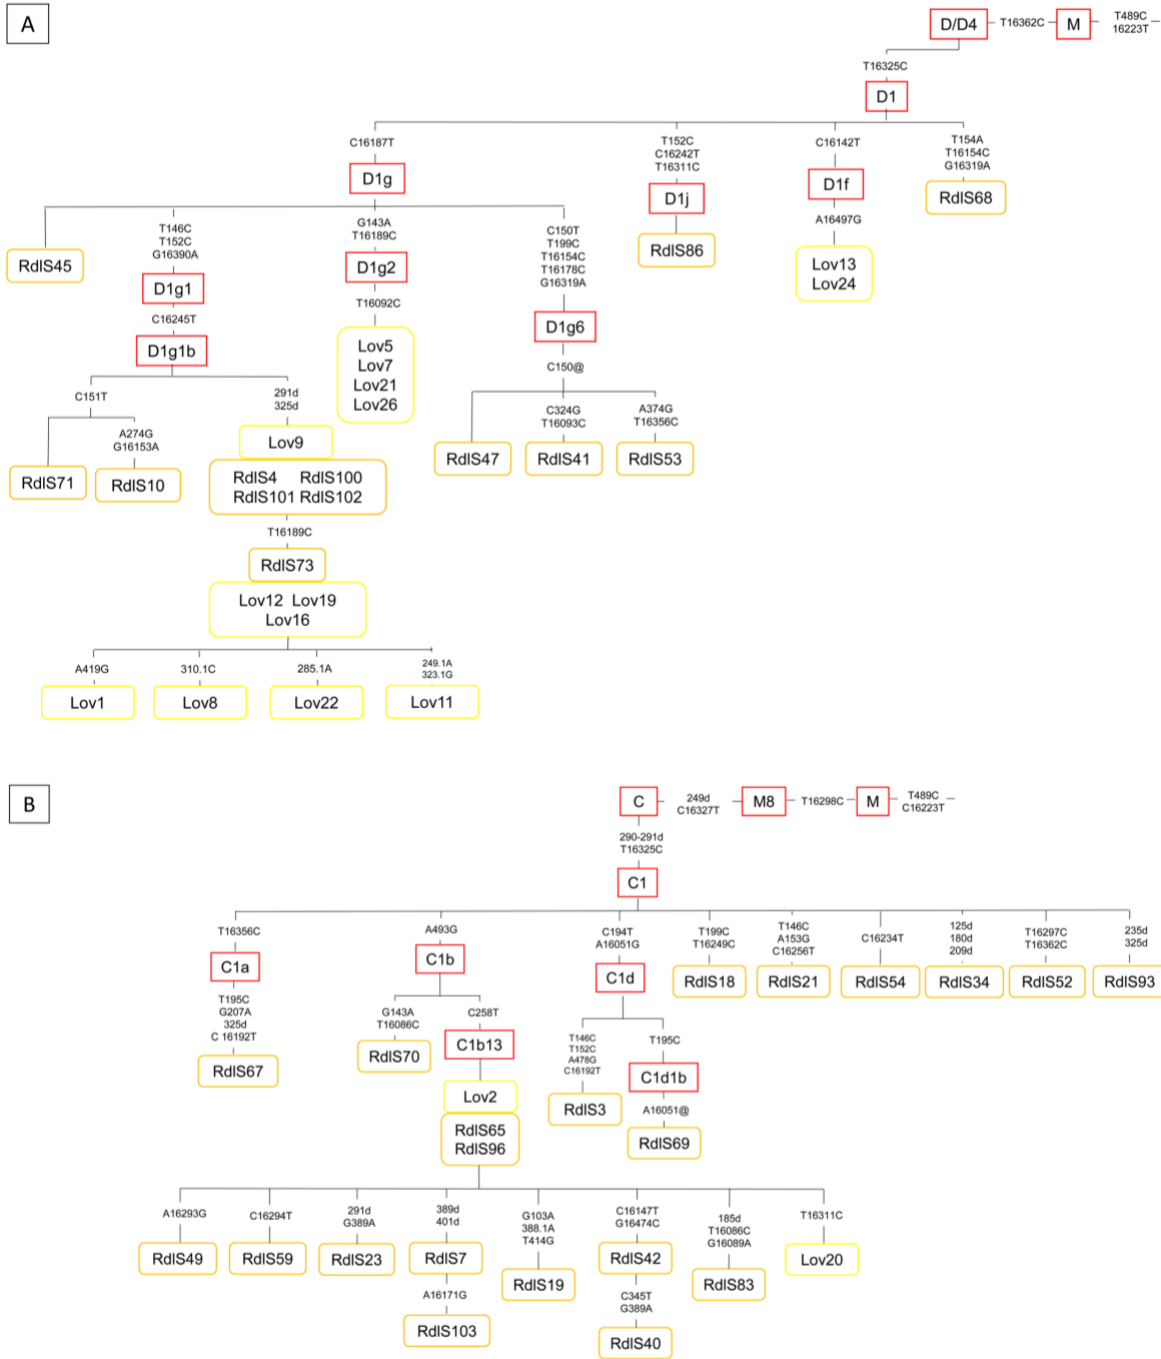 A
D/D4
T16362C
M
T489C
16223T
T16325C
D1
C16187T
D1g
T152C
C16242T
T16311C
D1j
RdIS86
C16142T
D1f
A16497G
Lov13
Lov24
T154A
T16154C
G16319A
RdIS68
RdIS45
T146C
T152C
G16390A
D1g1
C16245T
D1g1b
G143A
T16189C
D1g2
T16092C
Lov5
Lov7
Lov21
Lov26
C150T
T199C
T16154C
T16178C
G16319A
D1g6
C150@
RdIS47
C324G
T16093C
RdIS41
A374G
T16356C
RdIS53
C151T
RdIS71
A274G
G16153A
RdIS10
291d
325d
Lov9
RdIS4 RdIS100
RdIS101 RdIS102
T16189C
RdIS73
Lov12 Lov19
Lov16
A419G
Lov1
310.1C
Lov8
285.1A
Lov22
249.1A
323.1G
Lov11
B
C
249d
C16327T
M8
T16298C
M
T489C
C16223T
290-291d
T16325C
C1
T16356C
C1a
T195C
G207A
325d
C 16192T
RdIS67
A493G
C1b
G143A
T16086C
RdIS70
C258T
C1b13
Lov2
RdIS65
RdIS96
C194T
A16051G
C1d
T146C
T152C
A478G
C16192T
RdIS3
T195C
C1d1b
A16051@
RdIS69
T199C
T16249C
RdIS18
T146C
A153G
C16256T
RdIS21
C16234T
RdIS54
125d
180d
209d
RdIS34
T16297C
T16362C
RdIS52
235d
325d
RdIS93
A16293G
RdIS49
C16294T
RdIS59
291d
G389A
RdIS23
389d
401d
RdIS7
A16171G
RdIS103
G103A
388.1A
T414G
RdIS19
C16147T
G16474C
RdIS42
C345T
G389A
RdIS40
185d
T16086C
G16089A
RdIS83
T16311C
Lov20